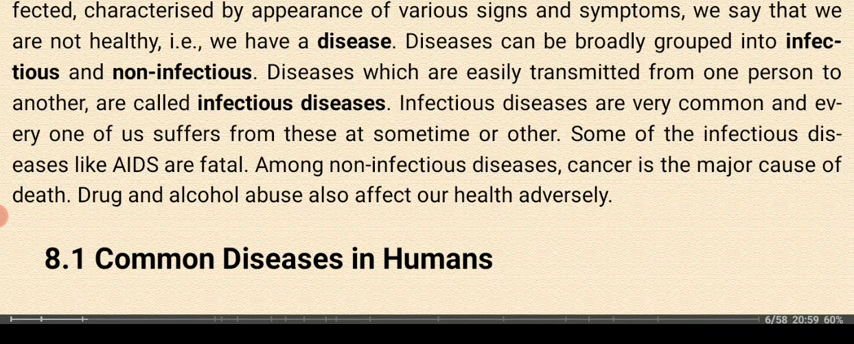 fected, characterised by appearance of various signs and symptoms, we say that we
are not healthy, i.e., we have a disease. Diseases can be broadly grouped into infec-
tious and non-infectious. Diseases which are easily transmitted from one person to
another, are called infectious diseases. Infectious diseases are very common and ev-
ery one of us suffers from these at sometime or other. Some of the infectious dis-
eases like AIDS are fatal. Among non-infectious diseases, cancer is the major cause of
death. Drug and alcohol abuse also affect our health adversely.
8.1 Common Diseases in Humans
6/58 20:59 60%